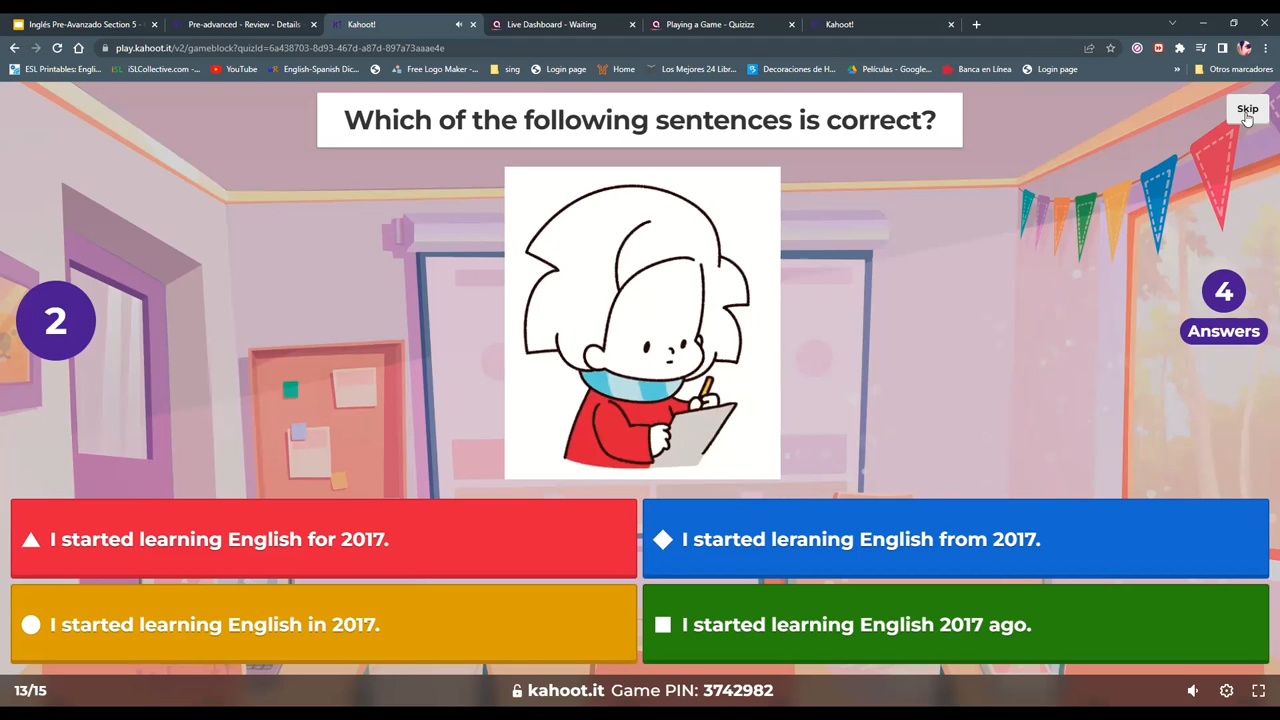 Inglés Pre-Avanzado Section 5 -
Pre-advanced - Review - Details
Kahoot!
Live Dashboard - Waiting
Playing a Game - Quizizz
Kahoot!
play.kahoot.it/v2/gameblock?quizId=6a438703-8d93-467d-a87d-897a73aaae4e
ESL Printables: Engli...
iSLCollective.com -...
YouTube
English-Spanish Dic...
Free Logo Maker -...
sing
Login page
Home
Los Mejores 24 Libr...
Decoraciones de H...
Películas - Google...
Banca en Línea
Login page
Otros marcadores
Which of the following sentences is correct?
Skip
2
4
Answers
I started learning English for 2017.
I started leraning English from 2017.
I started learning English in 2017.
I started learning English 2017 ago.
13/15
kahoot.it Game PIN: 3742982